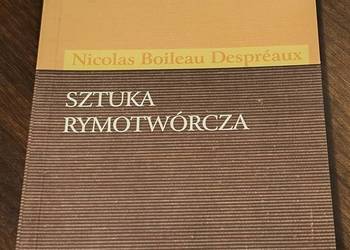 Nicolas Boileau Despréaux
SZTUKA
RYMOTWÓRCZA